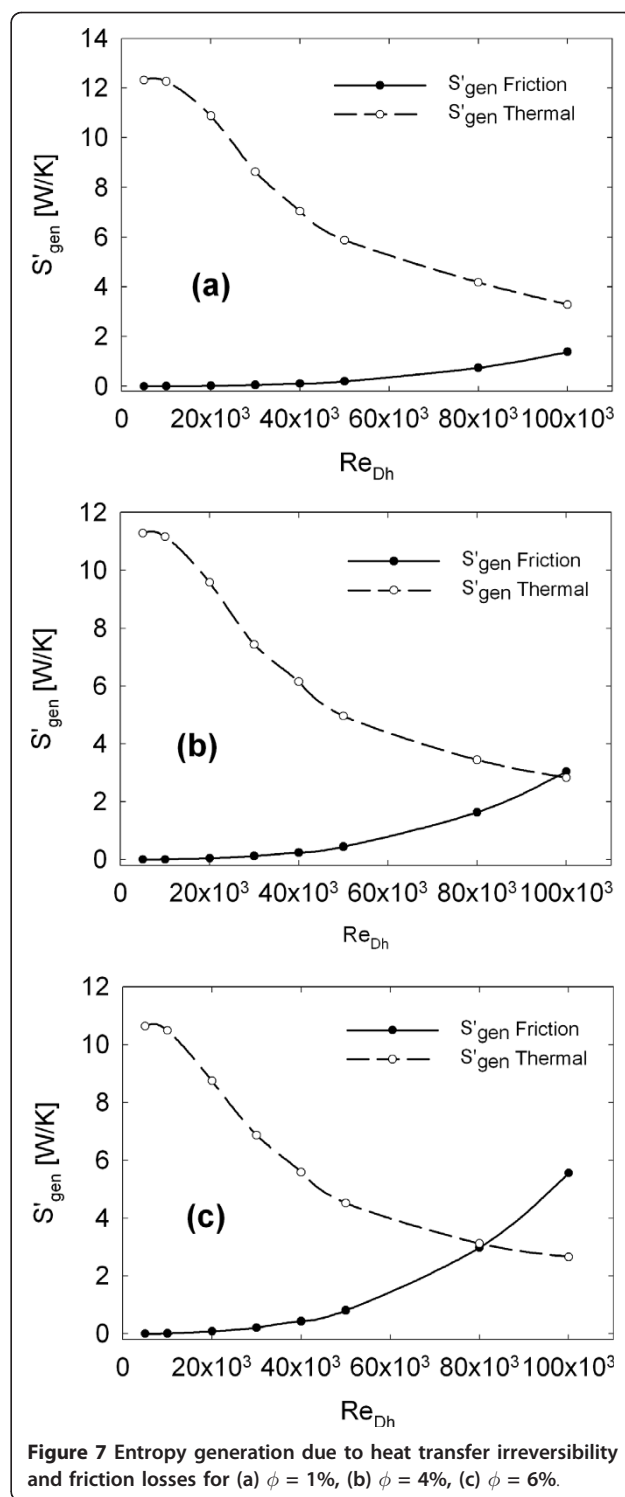 14
12
10
8
6
4
2
0
S'gen [W/K]
S'gen Friction
S'gen Thermal
(a)
0 20x10³ 40x10³ 60x10³ 80x10³ 100x10³
ReDh
12
10
8
6
4
2
0
S'gen [W/K]
S'gen Friction
S'gen Thermal
(b)
0 20x10³ 40x10³ 60x10³ 80x10³ 100x10³
ReDh
12
10
8
6
4
2
0
S'gen [W/K]
S'gen Friction
S'gen Thermal
(c)
0 20x10³ 40x10³ 60x10³ 80x10³ 100x10³
ReDh
Figure 7 Entropy generation due to heat transfer irreversibility
and friction losses for (a) ϕ = 1%, (b) ϕ = 4%, (c) ϕ = 6%.